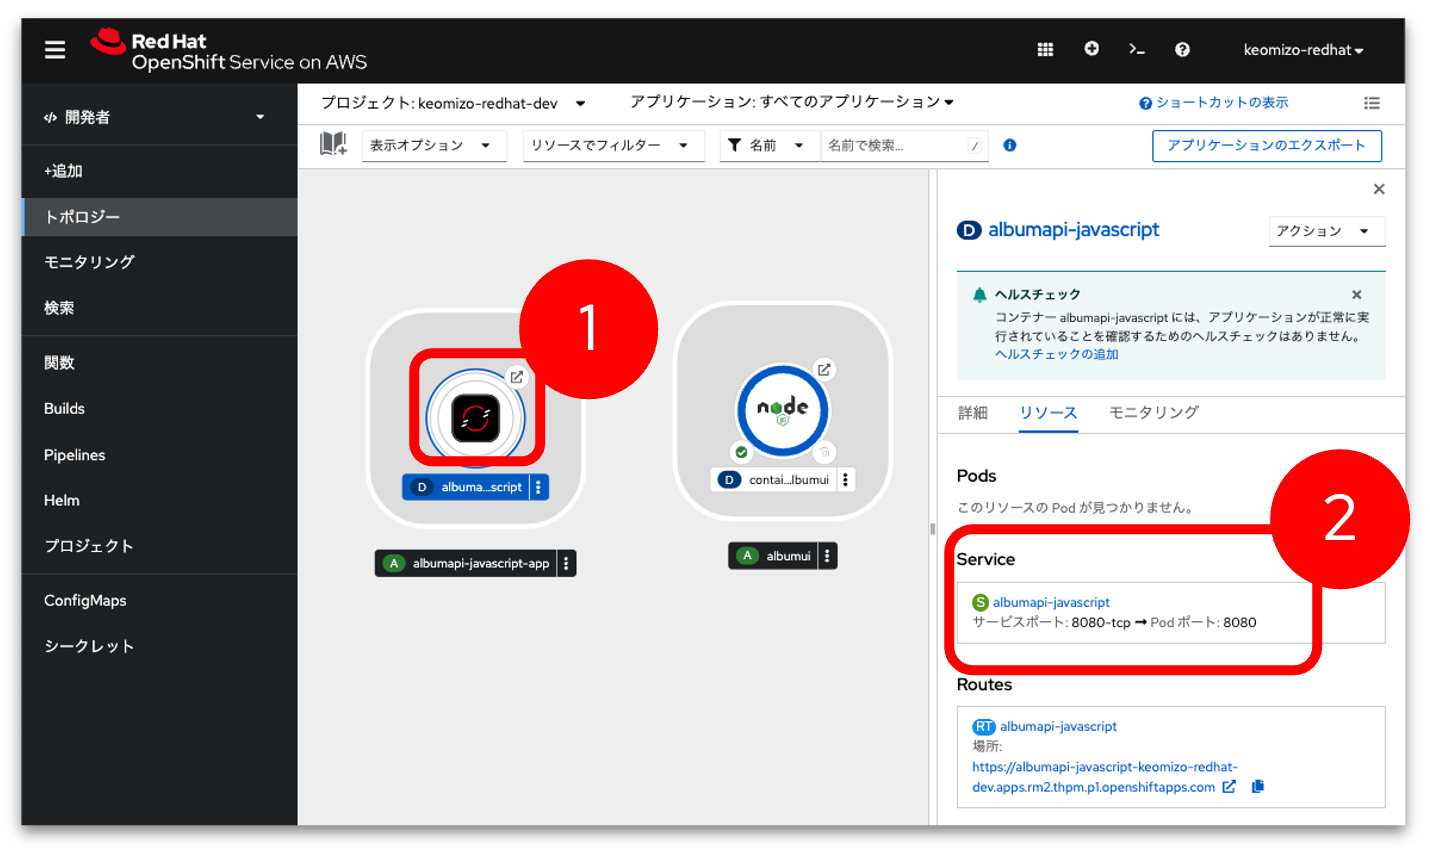 Red Hat
OpenShift Service on AWS
keomizo-redhat
開発者
+追加
トポロジー
モニタリング
検索
関数
Builds
Pipelines
Helm
プロジェクト
ConfigMaps
シークレット
プロジェクト: keomizo-redhat-dev
アプリケーション: すべてのアプリケーション
ショートカットの表示
表示オプション
リソースでフィルター
名前
名前で検索...
/
アプリケーションのエクスポート
1
D albuma...script
A albumapi-javascript-app
node
D contai...lbumui
A albumui
D albumapi-javascript
アクション
ヘルスチェック
コンテナー albumapi-javascript には、アプリケーションが正常に実
行されていることを確認するためのヘルスチェックはありません。
ヘルスチェックの追加
詳細
リソース
モニタリング
Pods
このリソースの Pod が見つかりません。
2
Service
S albumapi-javascript
サービスポート: 8080-tcp ➞ Pod ポート: 8080
Routes
RT albumapi-javascript
場所:
https://albumapi-javascript-keomizo-redhat-
dev.apps.rm2.thpm.p1.openshiftapps.com